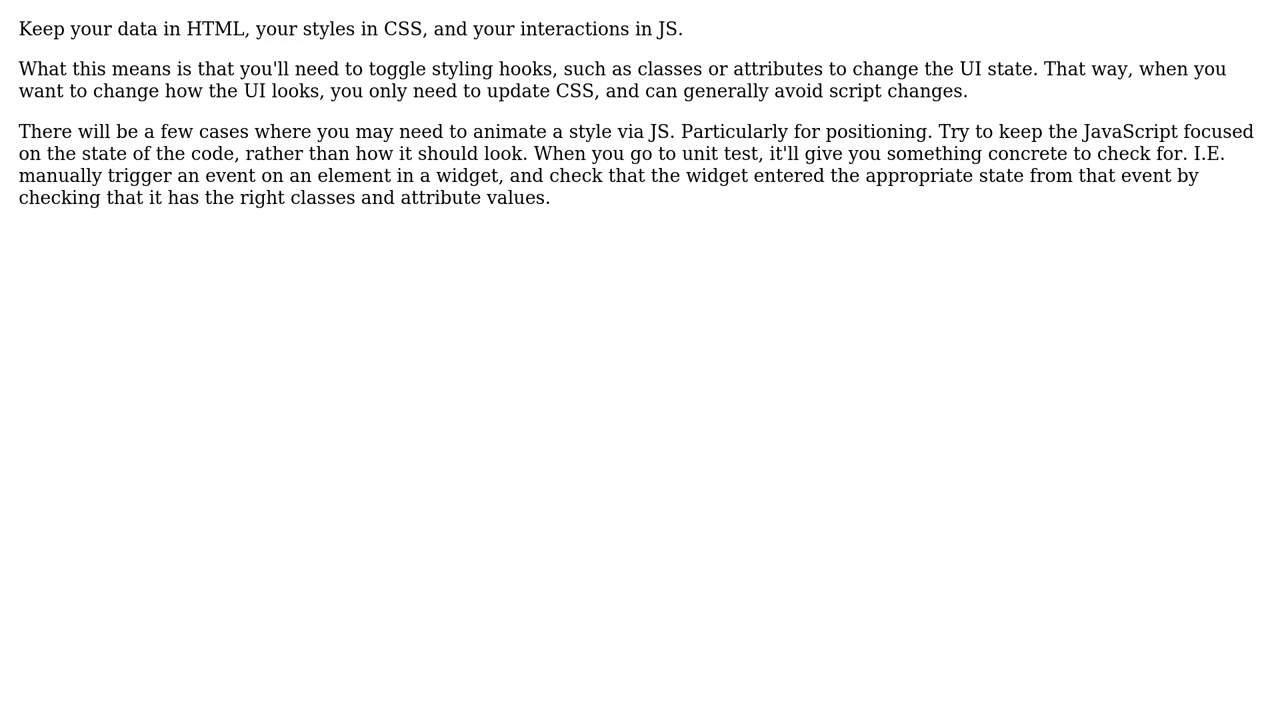 Keep your data in HTML, your styles in CSS, and your interactions in JS.
What this means is that you'll need to toggle styling hooks, such as classes or attributes to change the UI state. That way, when you
want to change how the UI looks, you only need to update CSS, and can generally avoid script changes.
There will be a few cases where you may need to animate a style via JS. Particularly for positioning. Try to keep the JavaScript focused
on the state of the code, rather than how it should look. When you go to unit test, it'll give you something concrete to check for. I.E.
manually trigger an event on an element in a widget, and check that the widget entered the appropriate state from that event by
checking that it has the right classes and attribute values.